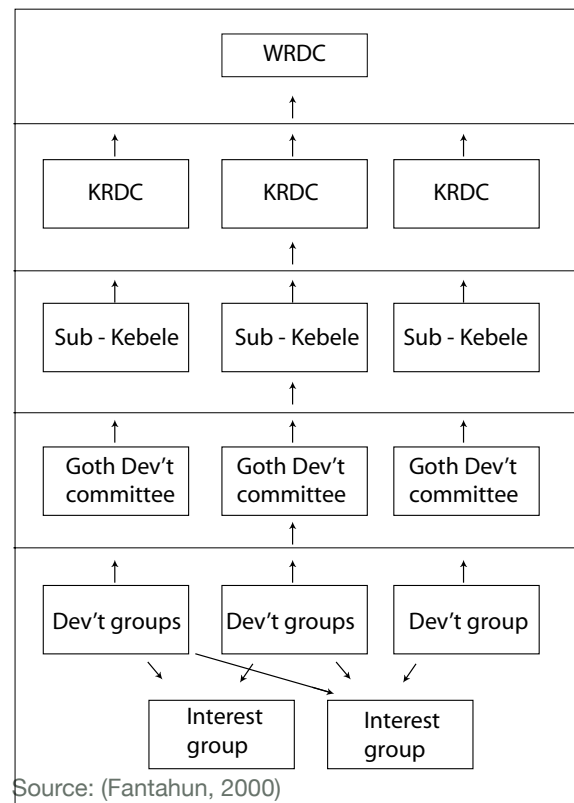 WRDC
KRDC
KRDC
KRDC
Sub - Kebele
Sub - Kebele
Sub - Kebele
Goth Dev't
committee
Goth Dev't
committee
Goth Dev't
committee
Dev't groups
Dev't groups
Dev't group
Interest
group
Interest
group
Source: (Fantahun, 2000)